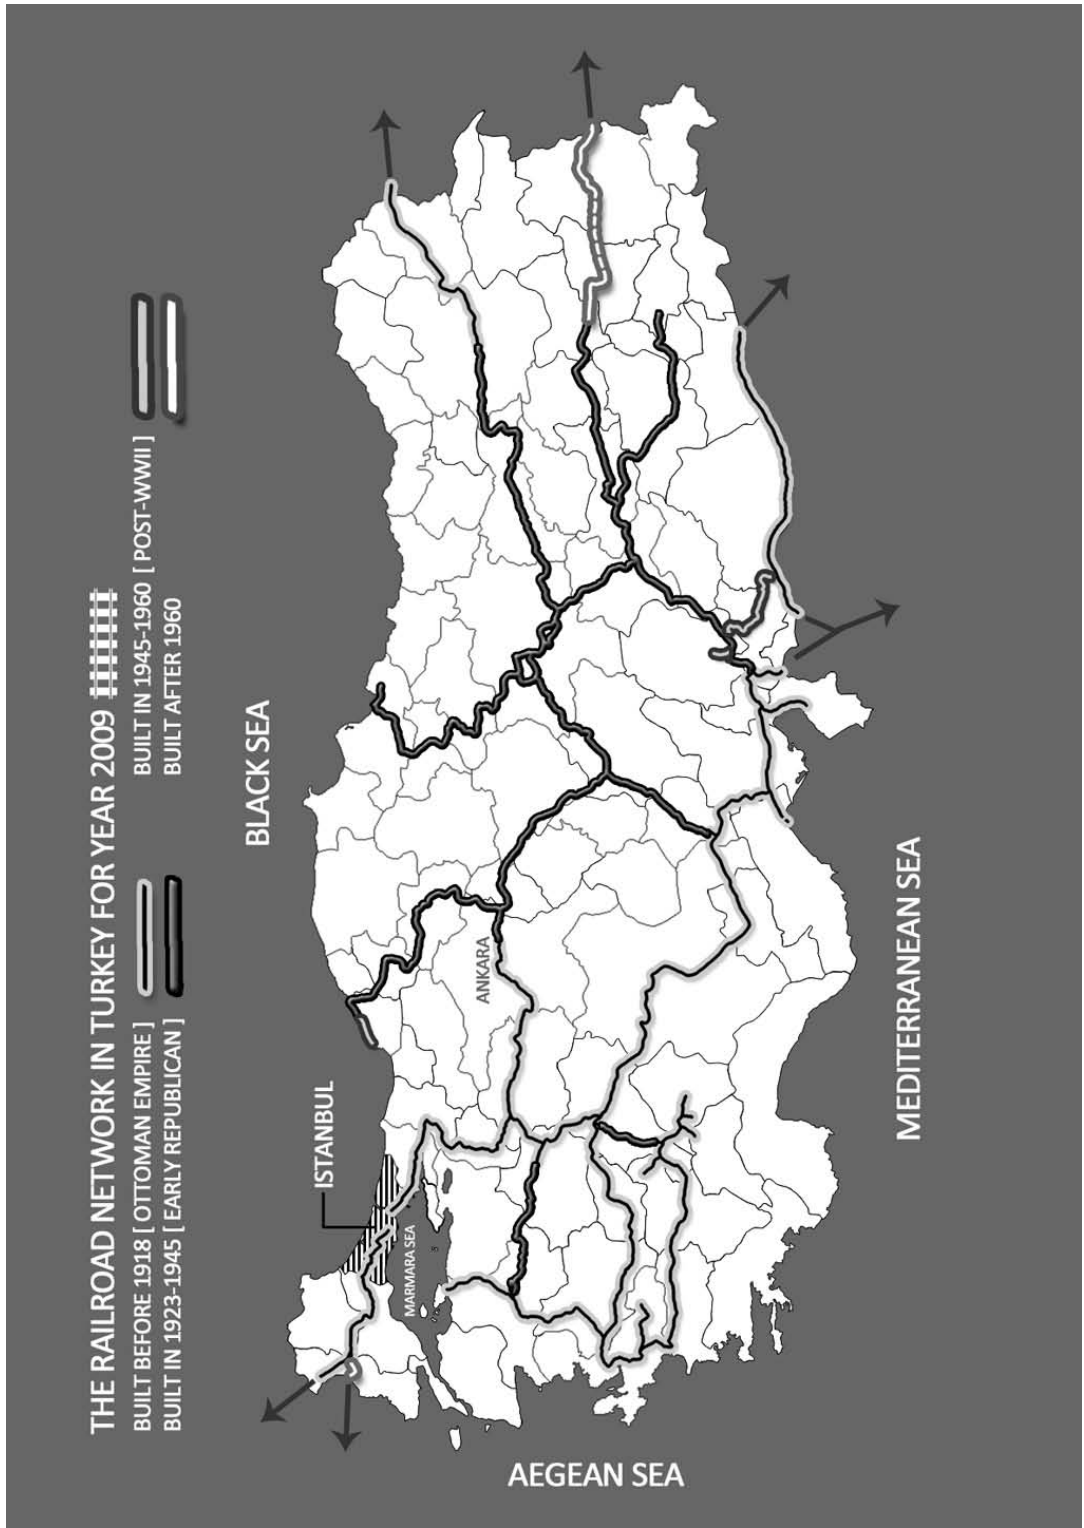 THE RAILROAD NETWORK IN TURKEY FOR YEAR 2009
BUILT BEFORE 1918 [ OTTOMAN EMPIRE ]
BUILT IN 1923-1945 [ EARLY REPUBLICAN ]
BUILT IN 1945-1960 [ POST-WWII ]
BUILT AFTER 1960
BLACK SEA
ISTANBUL
MARMARA SEA
ANKARA
AEGEAN SEA
MEDITERRANEAN SEA